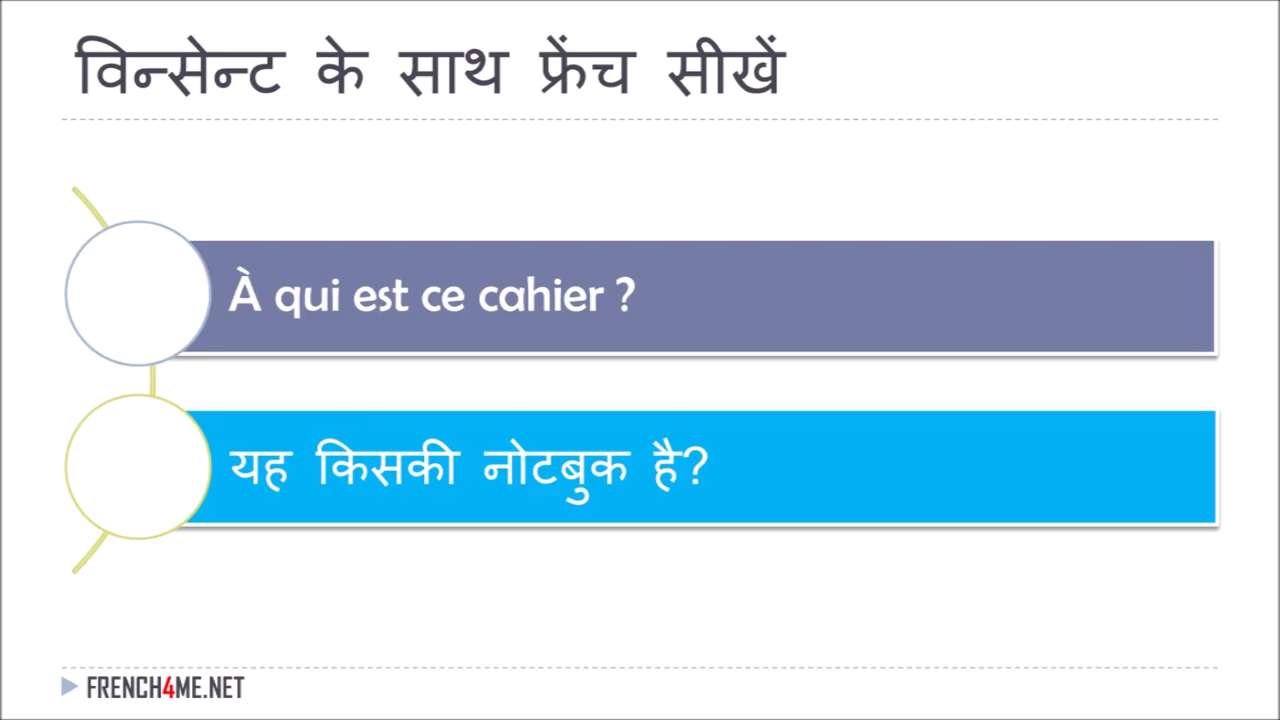 विन्सेन्ट के साथ फ्रेंच सीखें
À qui est ce cahier ?
यह किसकी नोटबुक है?
FRENCH4ME.NET